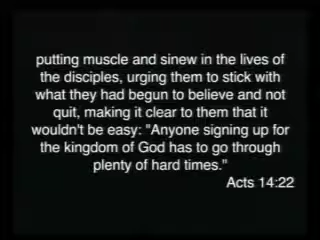 putting muscle and sinew in the lives of
the disciples, urging them to stick with
what they had begun to believe and not
quit, making it clear to them that it
wouldn't be easy: "Anyone signing up for
the kingdom of God has to go through
plenty of hard times."
Acts 14:22